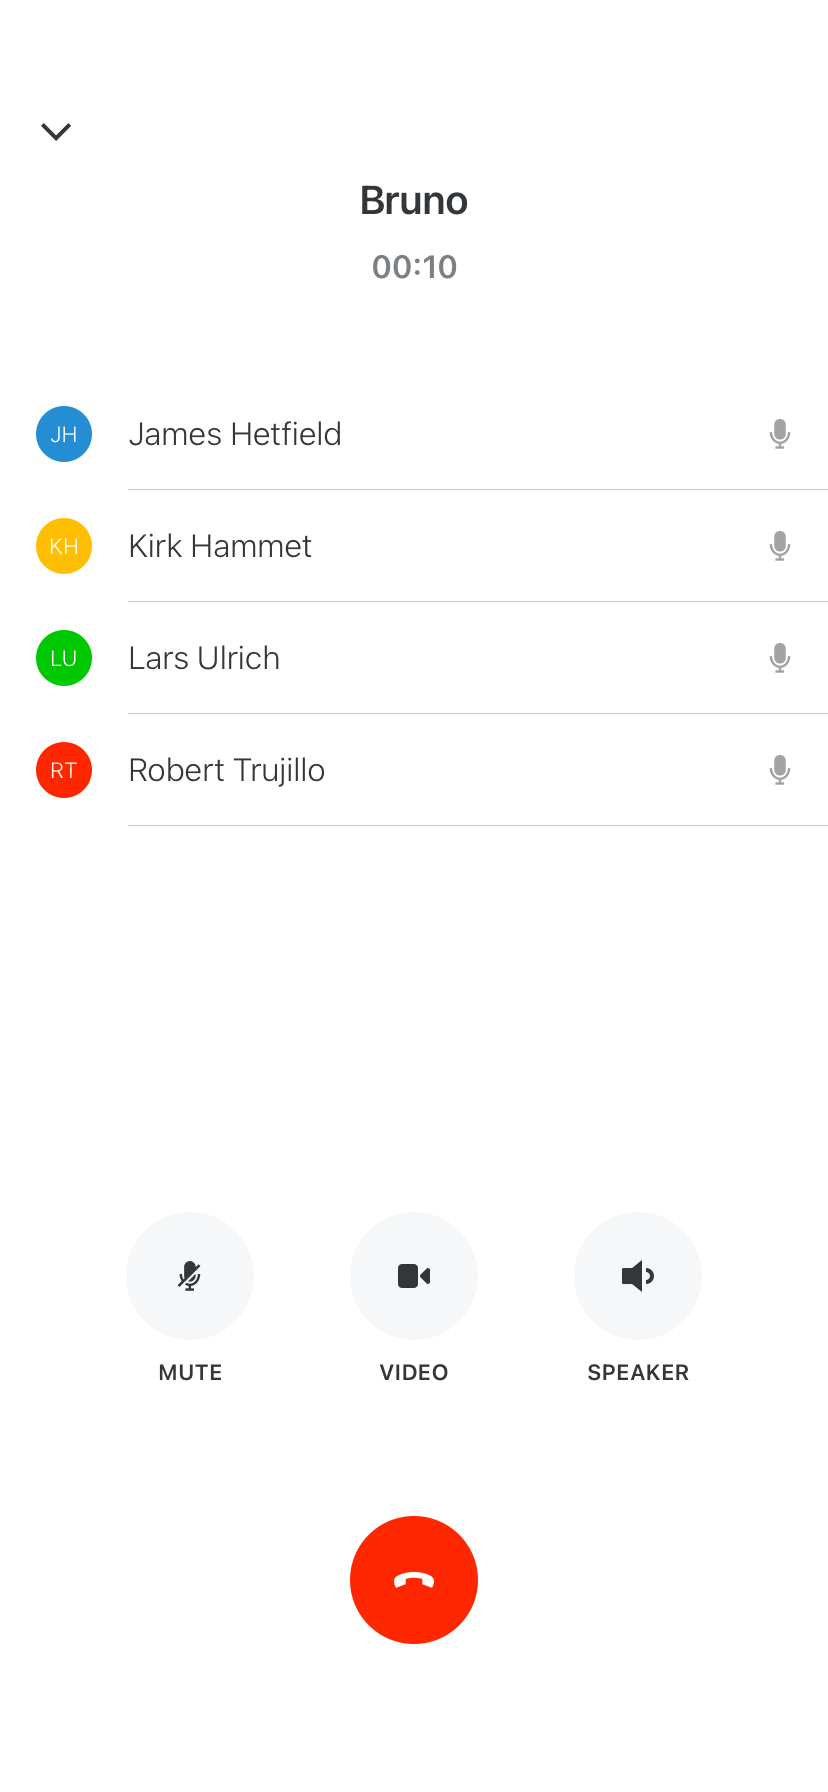 Bruno
00:10
JH James Hetfield
KH Kirk Hammet
LU Lars Ulrich
RT Robert Trujillo
MUTE VIDEO SPEAKER